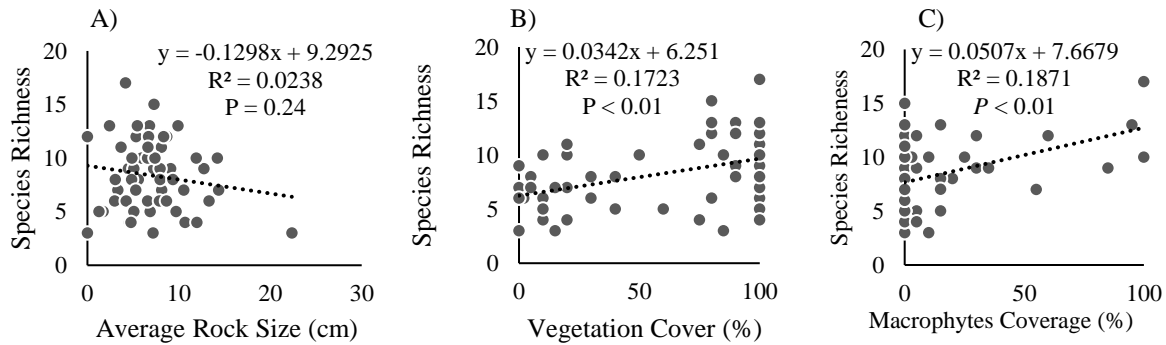 A)
y = -0.1298x + 9.2925
R² = 0.0238
P = 0.24
Species Richness
20
15
10
5
0
0
10
20
30
Average Rock Size (cm)
B)
y = 0.0342x + 6.251
R² = 0.1723
P < 0.01
Species Richness
20
15
10
5
0
0
50
100
Vegetation Cover (%)
C)
y = 0.0507x + 7.6679
R² = 0.1871
P < 0.01
Species Richeness
20
15
10
5
0
0
50
100
Macrophytes Coverage (%)